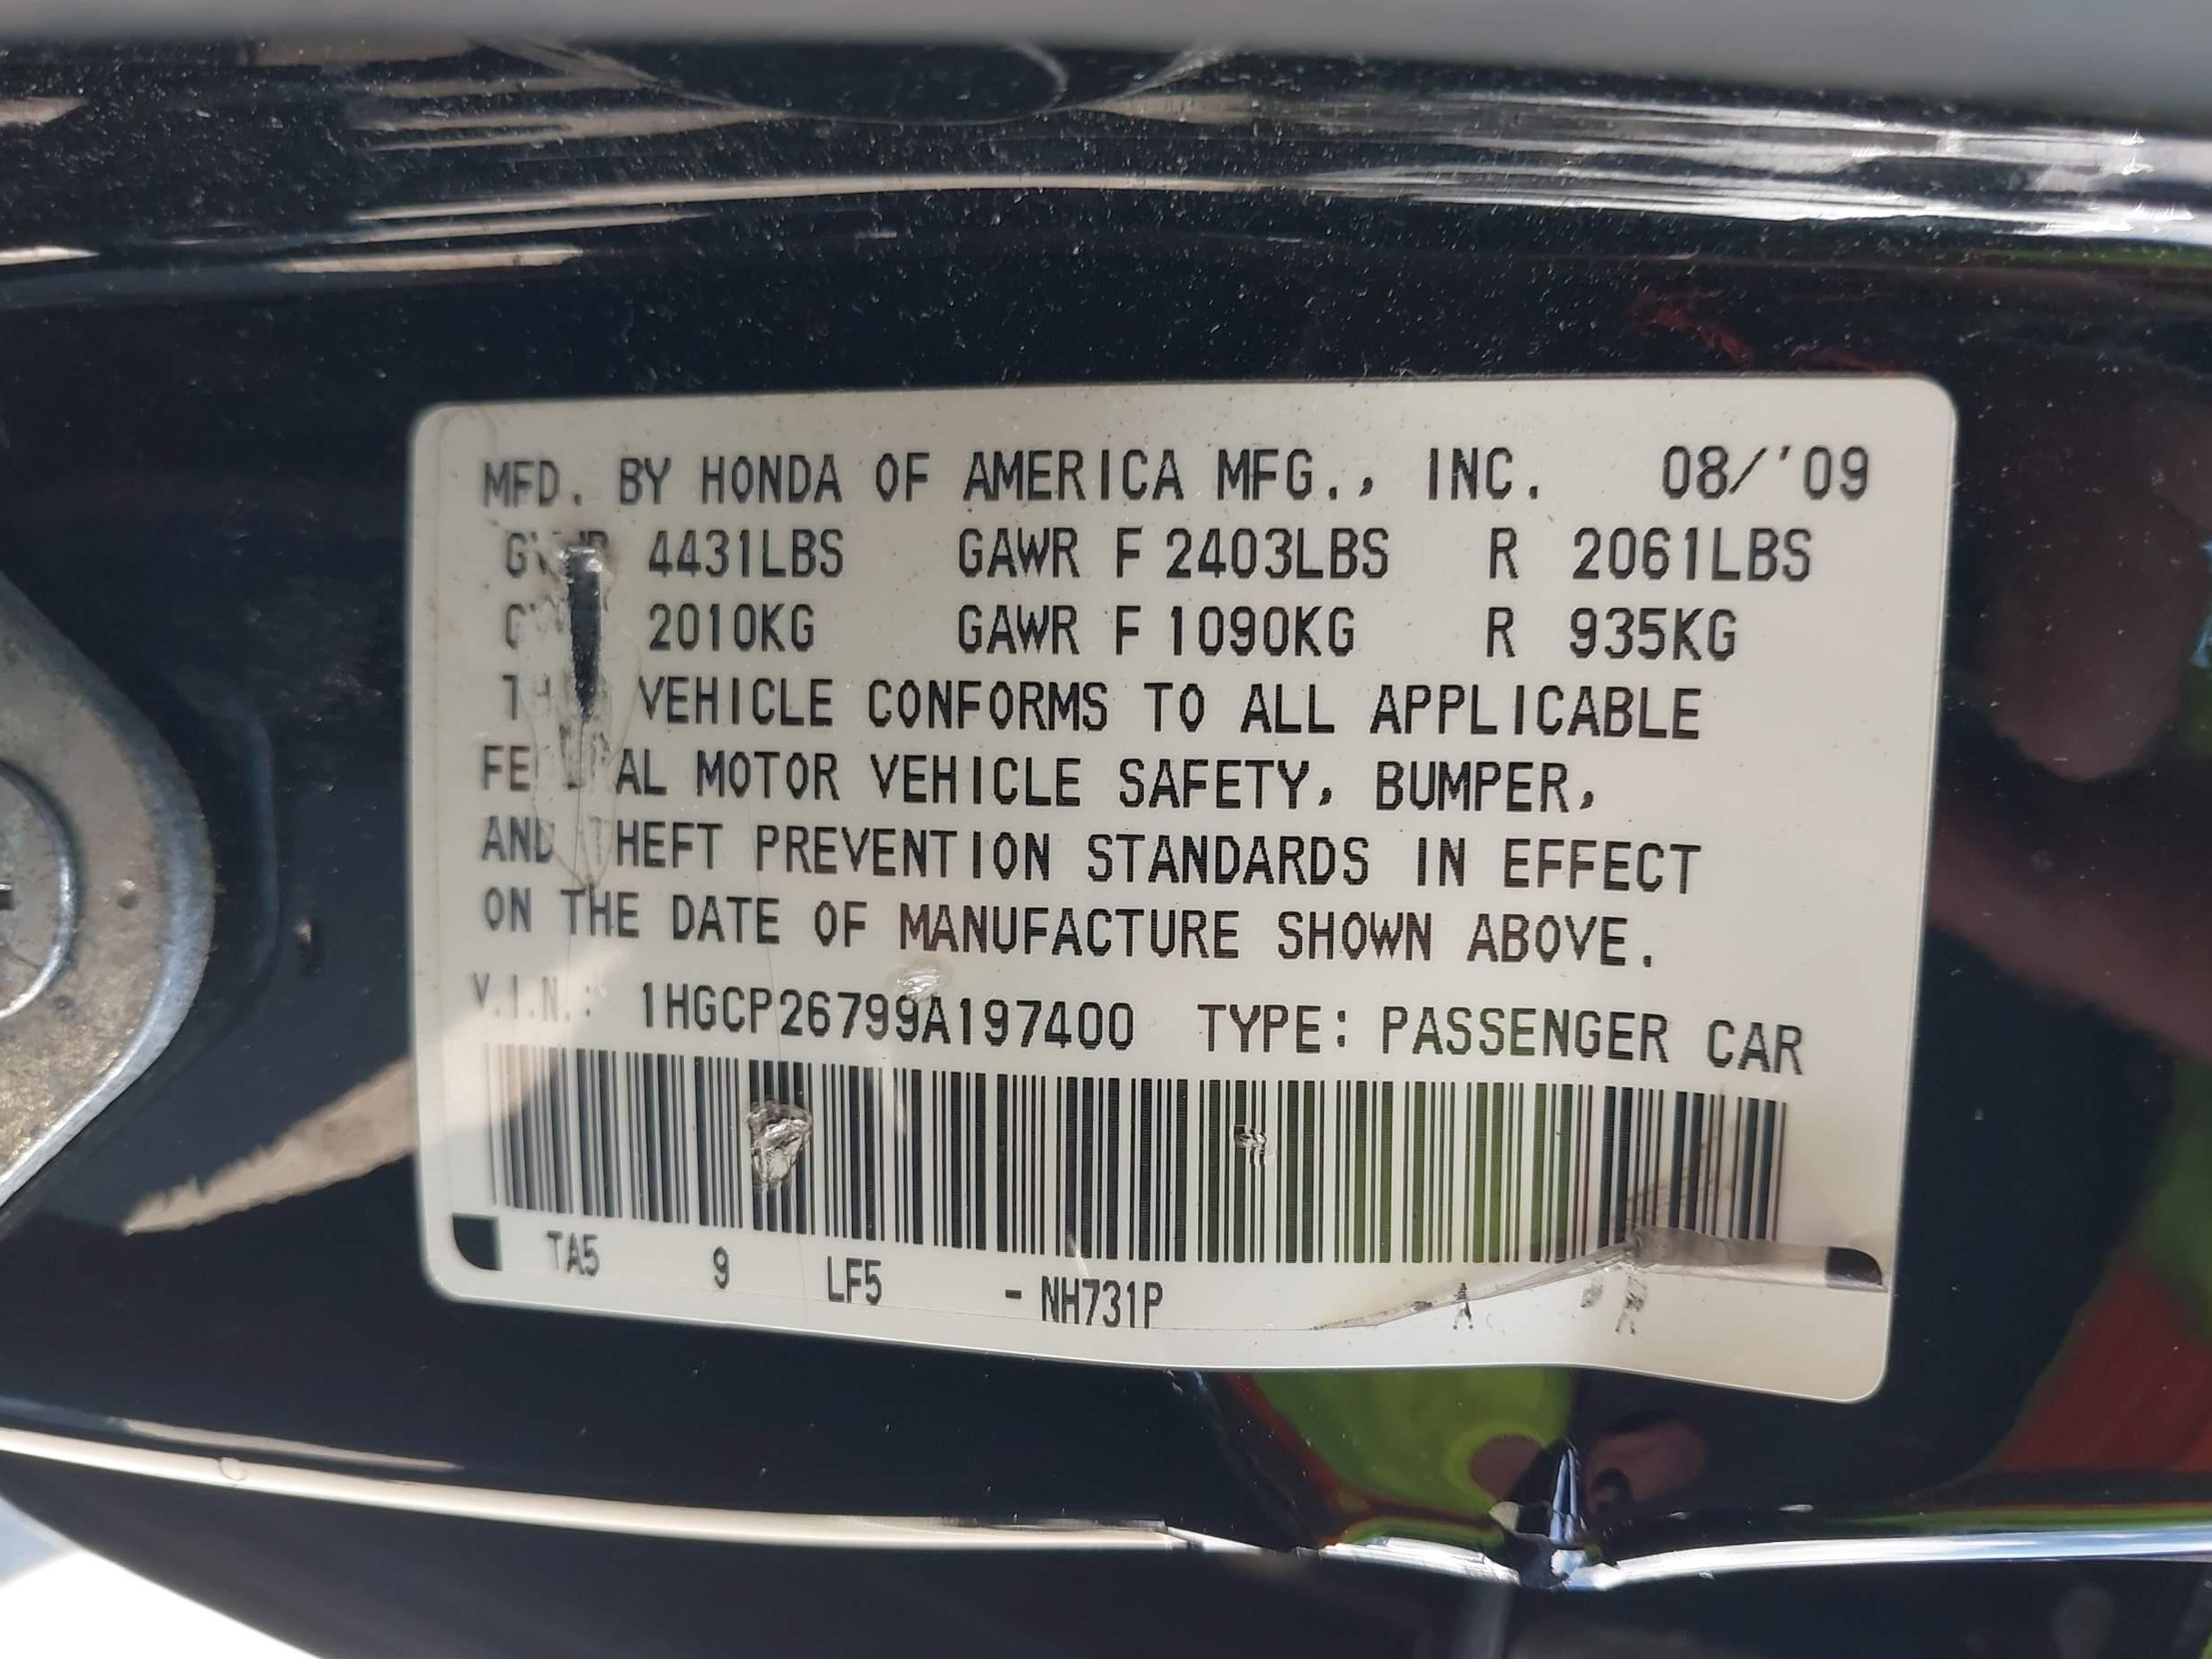 MFD. BY HONDA OF AMERICA MFG., INC. 08/'09
4431LBS GAWR F 2403LBS R 2061LBS
2010KG GAWR F 1090KG R 935KG
VEHICLE CONFORMS TO ALL APPLICABLE
MOTOR VEHICLE SAFETY, BUMPER,
AND THEFT PREVENTION STANDARDS IN EFFECT
ON THE DATE OF MANUFACTURE SHOWN ABOVE.
V.I.N.: 1HGCP26799A197400 TYPE: PASSENGER CAR
TA5 9 LF5 - NH731P A